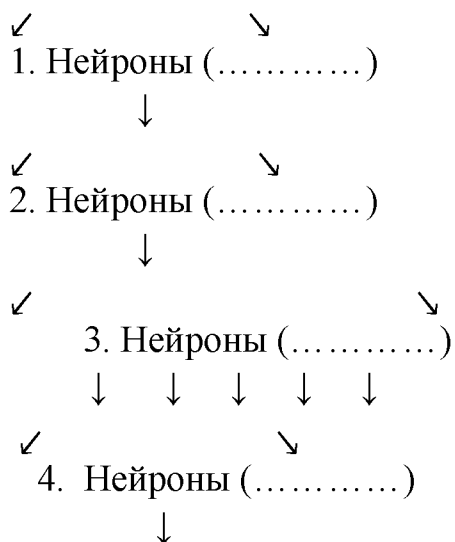 ↙ ↘
1. Нейроны (…………)
↓
↙ ↘
2. Нейроны (…………)
↓
↙ ↘
3. Нейроны (…………)
↓ ↓ ↓ ↓ ↓
↙ ↘
4. Нейроны (…………)
↓